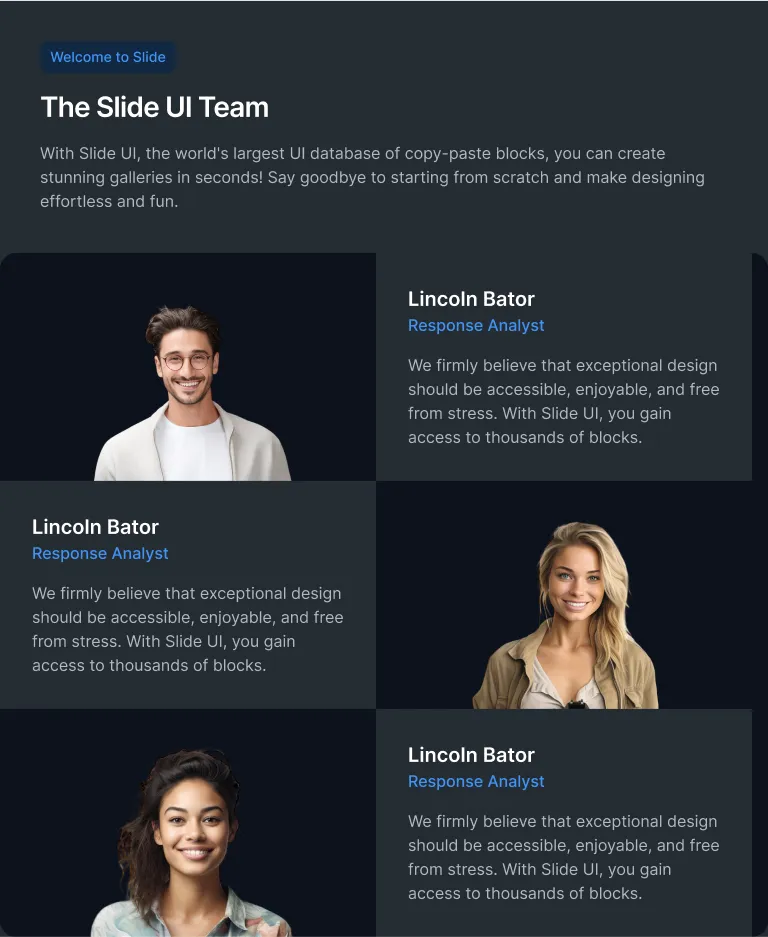 Welcome to Slide
The Slide UI Team
With Slide UI, the world's largest UI database of copy-paste blocks, you can create
stunning galleries in seconds! Say goodbye to starting from scratch and make designing
effortless and fun.
Lincoln Bator
Response Analyst
We firmly believe that exceptional design
should be accessible, enjoyable, and free
from stress. With Slide UI, you gain
access to thousands of blocks.
Lincoln Bator
Response Analyst
We firmly believe that exceptional design
should be accessible, enjoyable, and free
from stress. With Slide UI, you gain
access to thousands of blocks.
Lincoln Bator
Response Analyst
We firmly believe that exceptional design
should be accessible, enjoyable, and free
from stress. With Slide UI, you gain
access to thousands of blocks.